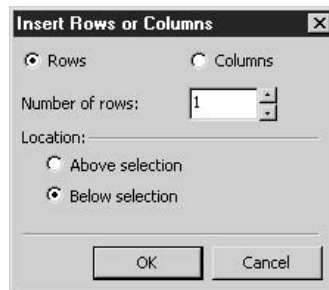 Insert Rows or Columns
Rows Columns
Number of rows: 1
Location:
Above selection
Below selection
OK Cancel